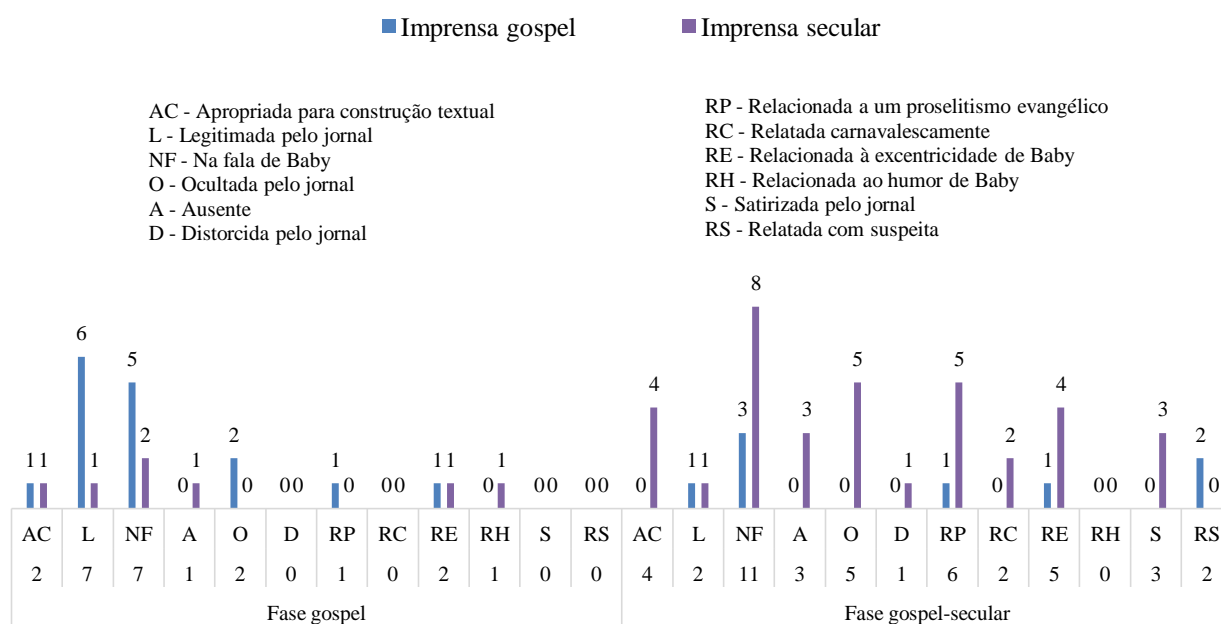 Imprensa gospel Imprensa secular
AC - Apropriada para construção textual
L - Legitimada pelo jornal
NF - Na fala de Baby
O - Ocultada pelo jornal
A - Ausente
D - Distorcida pelo jornal
RP - Relacionada a um proselitismo evangélico
RC - Relatada carnavalescamente
RE - Relacionada à excentricidade de Baby
RH - Relacionada ao humor de Baby
S - Satirizada pelo jornal
RS - Relatada com suspeita
1 1 6 1 5 2 0 1 2 0 0 0 1 0 0 0 1 1 0 1 0 0 0 0 0 4 1 1 3 8 0 3 0 5 0 1 1 5 0 2 1 4 0 0 0 3 2 0
AC L NF A O D RP RC RE RH S RS AC L NF A O D RP RC RE RH S RS
2 7 7 1 2 0 1 0 2 1 0 0 4 2 11 3 5 1 6 2 5 0 3 2
Fase gospel Fase gospel-secular